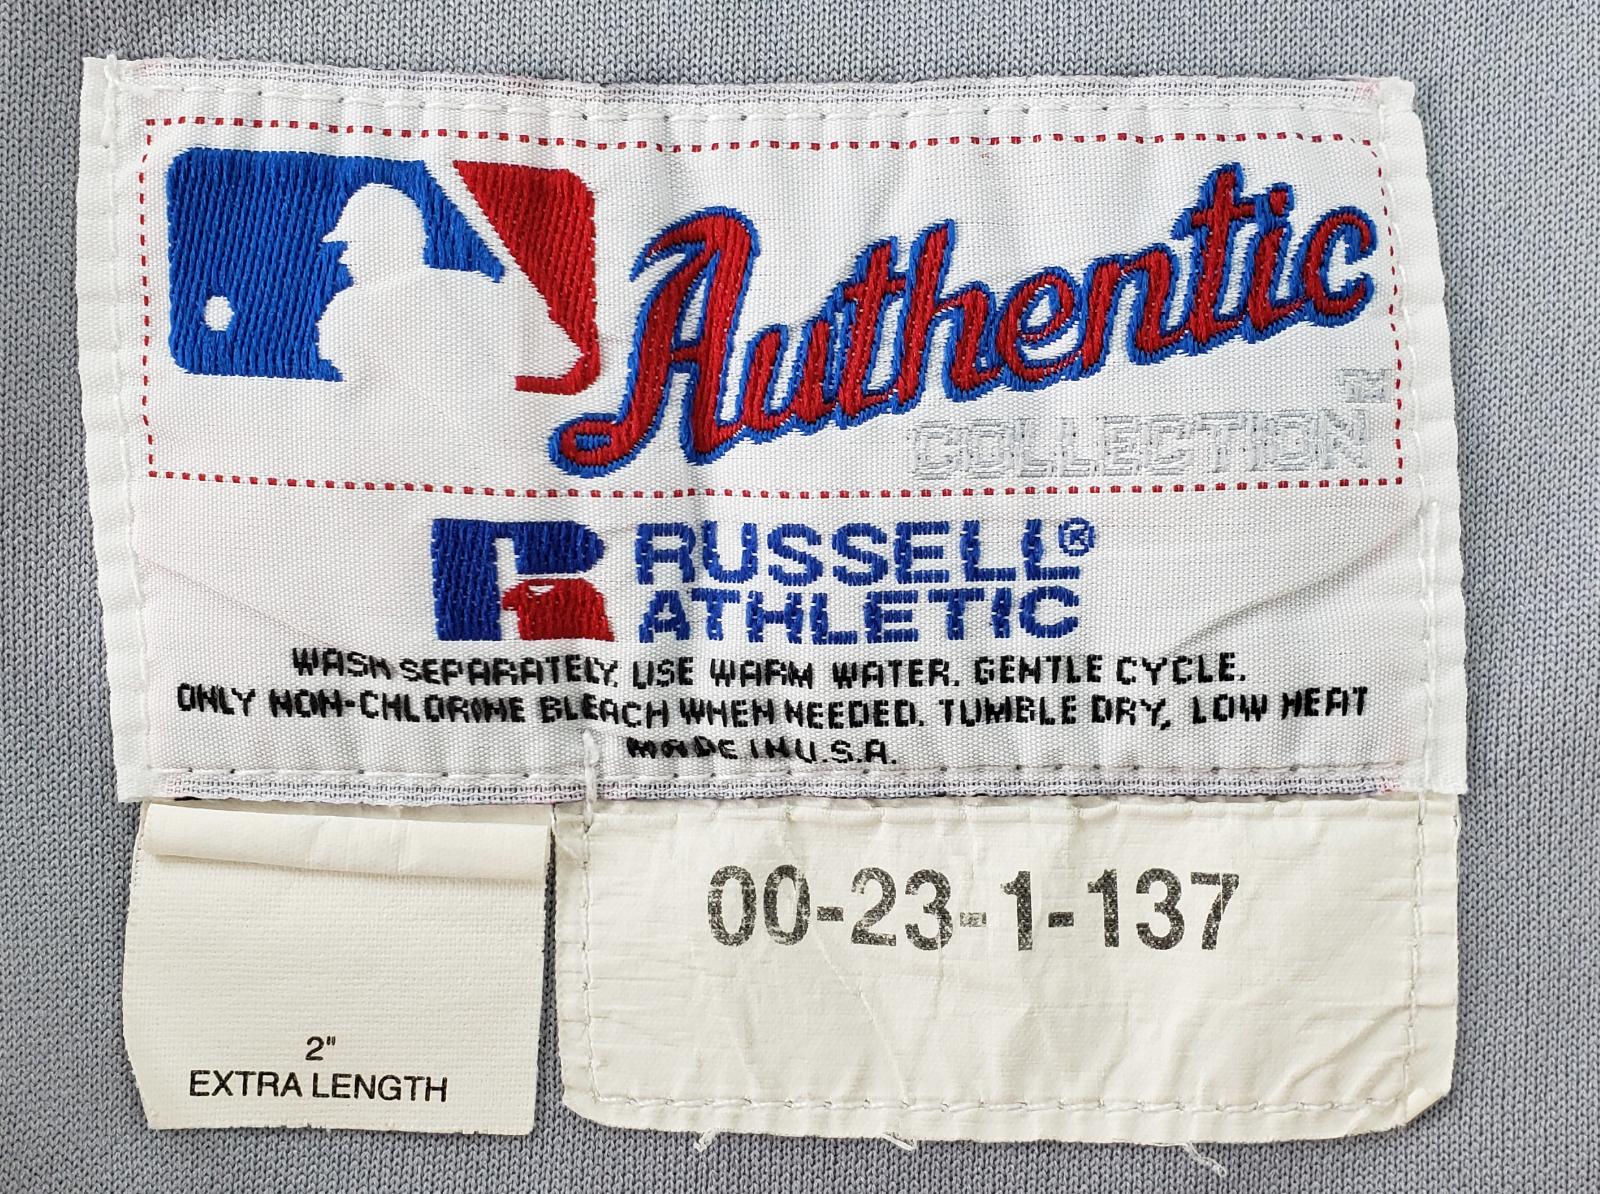 Authentic
COLLECTION™
RUSSELL®
ATHLETIC
WASH SEPARATELY. USE WARM WATER. GENTLE CYCLE.
ONLY NON-CHLORINE BLEACH WHEN NEEDED. TUMBLE DRY, LOW HEAT
MADE IN U.S.A.
00-23-1-137
2"
EXTRA LENGTH